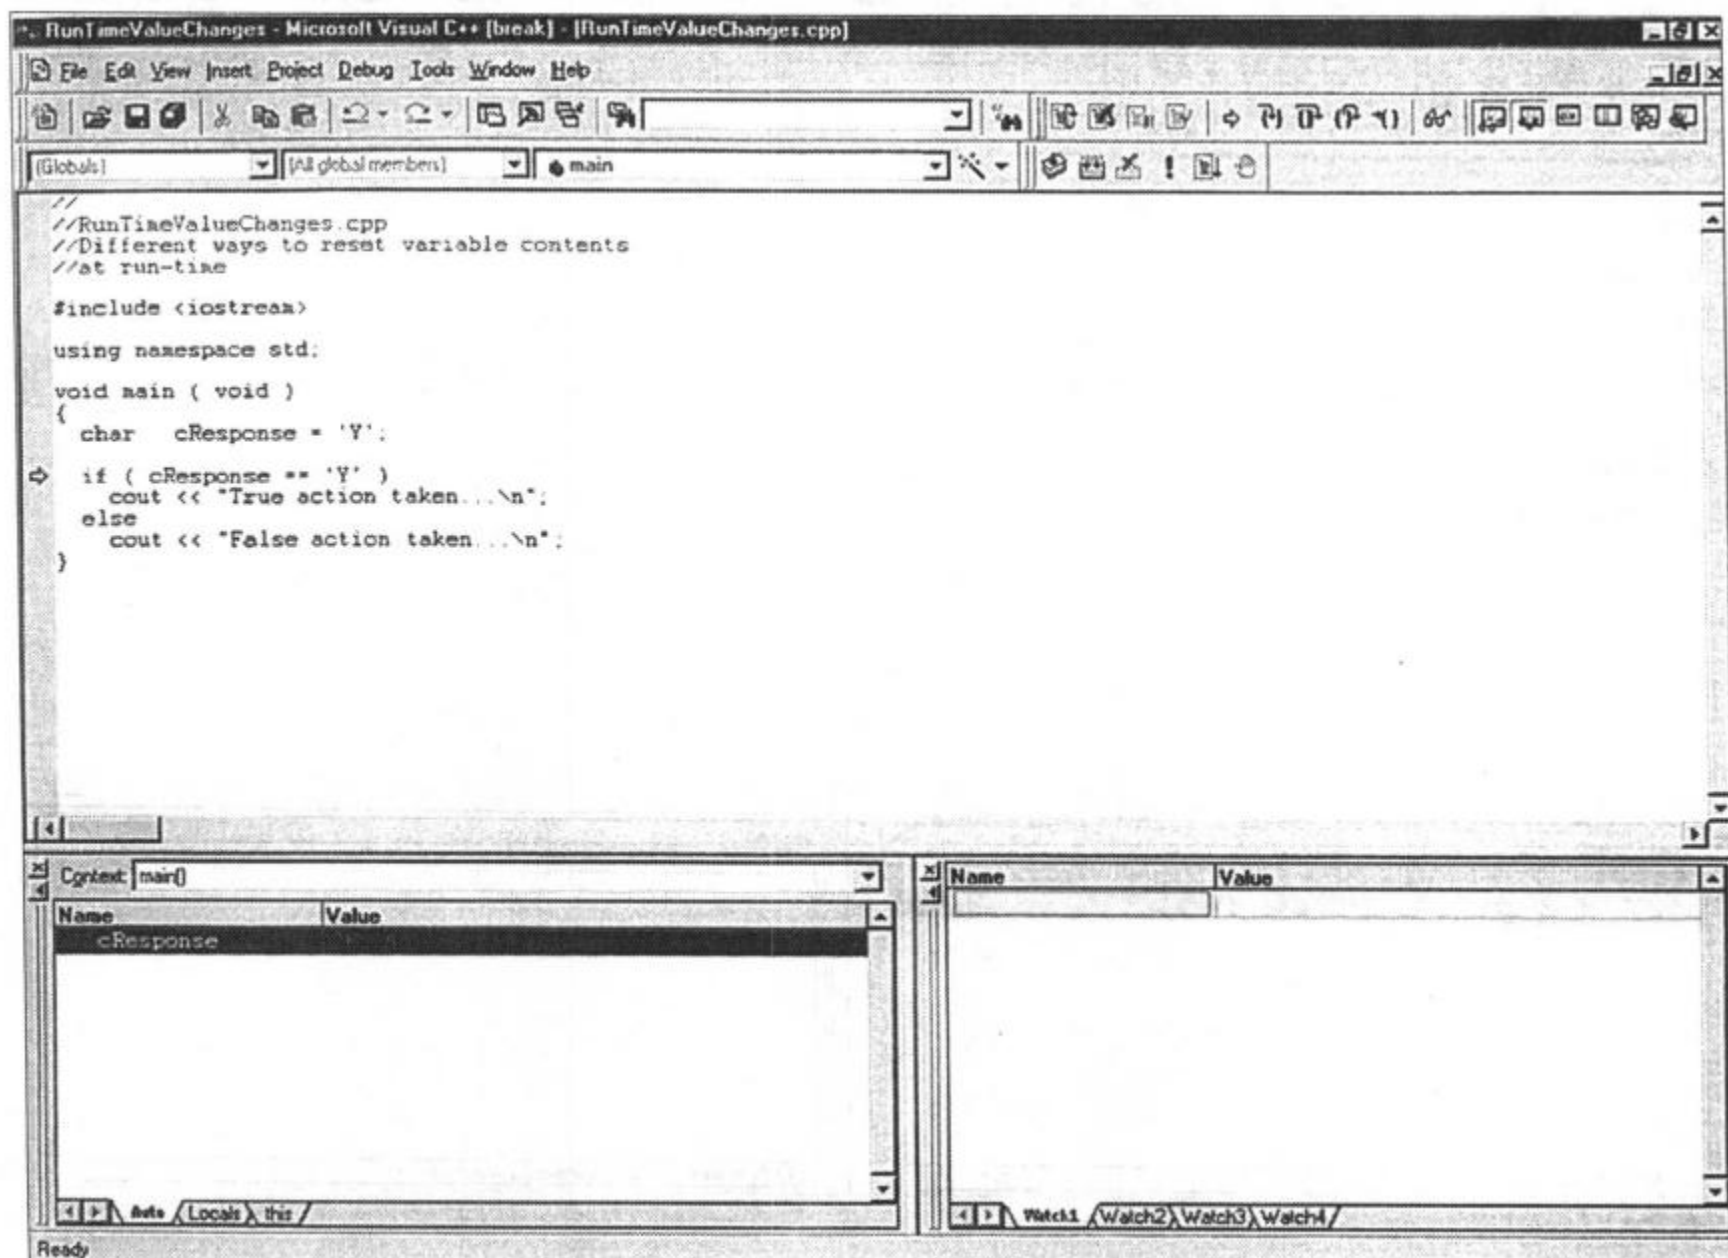 RunTimeValueChanges - Microsoft Visual C++ [break] - [RunTimeValueChanges.cpp]
File Edit View Insert Project Debug Tools Window Help
(Globals) [All global members] main
//
//RunTimeValueChanges.cpp
//Different ways to reset variable contents
//at run-time
#include <iostream>
using namespace std;
void main ( void )
{
char cResponse = 'Y';
if ( cResponse == 'Y' )
cout << "True action taken...\n";
else
cout << "False action taken...\n";
}
Context: main()
Name Value
cResponse
Auto Locals this
Name Value
Watch1 Watch2 Watch3 Watch4
Ready